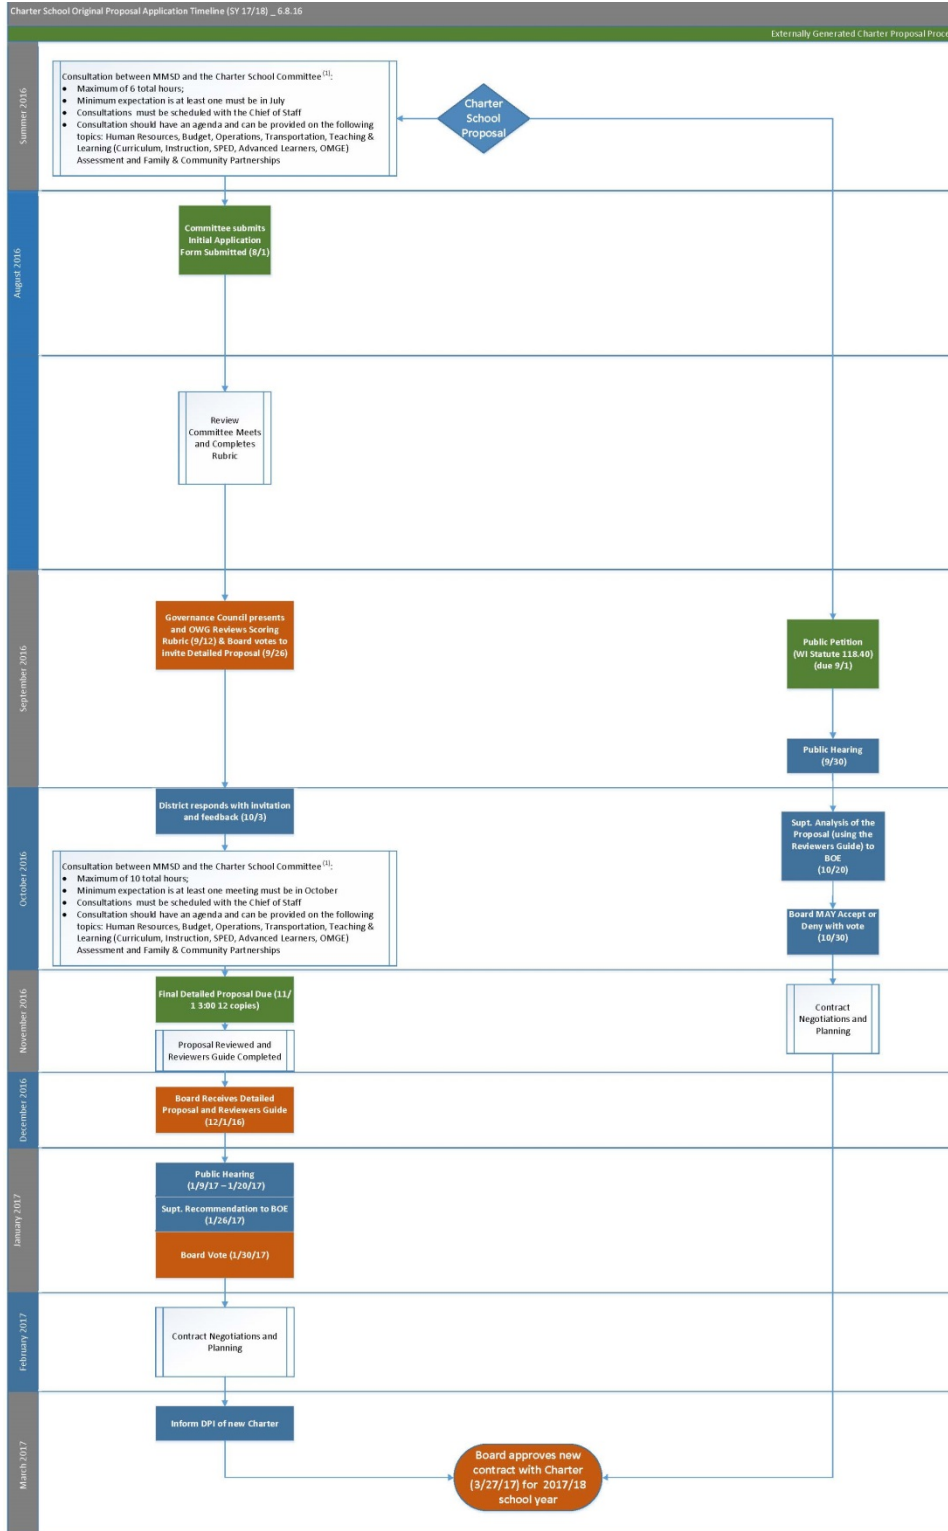 Charter School Original Proposal Application Timeline (SY 17/18) _ 6.8.16
Externally Generated Charter Proposal Proce
Summer 2016
Consultation between MMSD and the Charter School Committee (1):
• Maximum of 6 total hours;
• Minimum expectation is at least one must be in July
• Consultations must be scheduled with the Chief of Staff
• Consultation should have an agenda and can be provided on the following
topics: Human Resources, Budget, Operations, Transportation, Teaching &
Learning (Curriculum, Instruction, SPED, Advanced Learners, OMGE)
Assessment and Family & Community Partnerships
Charter
School
Proposal
August 2016
Committee submits
Initial Application
Form Submitted (8/1)
Review
Committee Meets
and Completes
Rubric
September 2016
Governance Council presents
and OWG Reviews Scoring
Rubric (9/12) & Board votes to
invite Detailed Proposal (9/26)
Public Petition
(WI Statute 118.40)
(due 9/1)
Public Hearing
(9/30)
October 2016
District responds with invitation
and feedback (10/3)
Consultation between MMSD and the Charter School Committee (1):
• Maximum of 10 total hours;
• Minimum expectation is at least one meeting must be in October
• Consultations must be scheduled with the Chief of Staff
• Consultation should have an agenda and can be provided on the following
topics: Human Resources, Budget, Operations, Transportation, Teaching &
Learning (Curriculum, Instruction, SPED, Advanced Learners, OMGE)
Assessment and Family & Community Partnerships
Supt. Analysis of the
Proposal (using the
Reviewers Guide) to
BOE
(10/20)
Board MAY Accept or
Deny with vote
(10/30)
November 2016
Final Detailed Proposal Due (11/
1 3:00 12 copies)
Proposal Reviewed and
Reviewers Guide Completed
Contract
Negotiations and
Planning
December 2016
Board Receives Detailed
Proposal and Reviewers Guide
(12/1/16)
January 2017
Public Hearing
(1/9/17 – 1/20/17)
Supt. Recommendation to BOE
(1/26/17)
Board Vote (1/30/17)
February 2017
Contract Negotiations and
Planning
March 2017
Inform DPI of new Charter
Board approves new
contract with Charter
(3/27/17) for 2017/18
school year